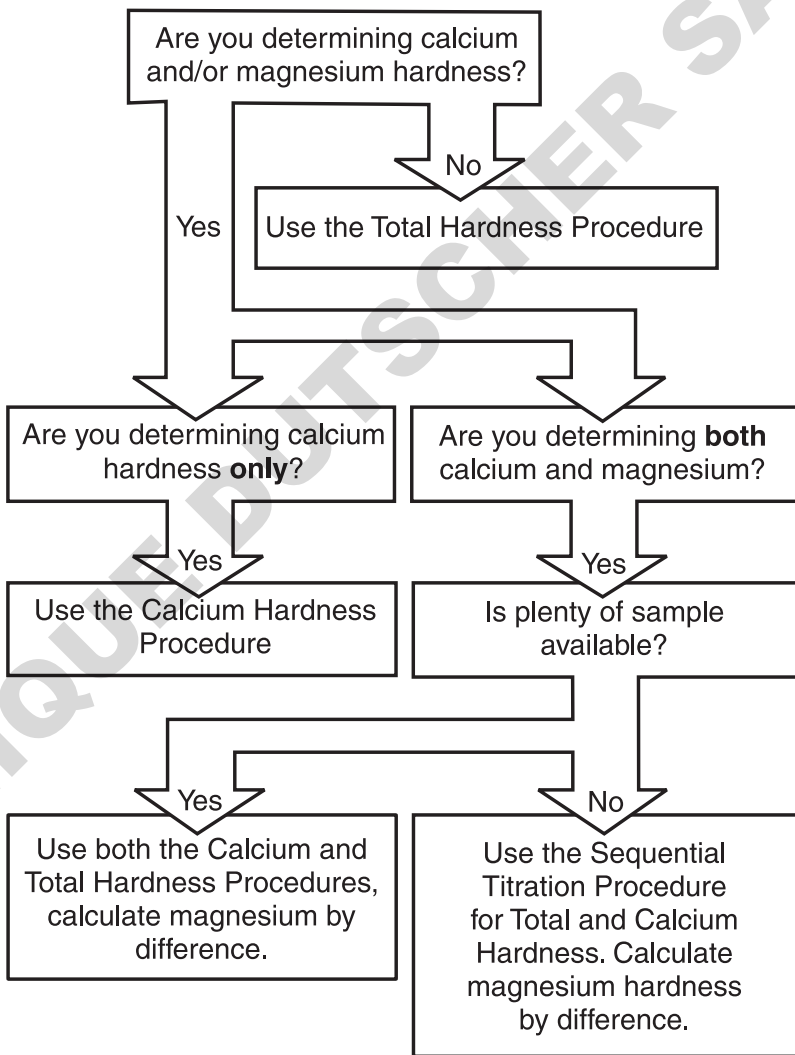 Are you determining calcium
and/or magnesium hardness?
No
Yes
Use the Total Hardness Procedure
Are you determining calcium
hardness only?
Are you determining both
calcium and magnesium?
Yes
Yes
Use the Calcium Hardness
Procedure
Is plenty of sample
available?
Yes
No
Use both the Calcium and
Total Hardness Procedures,
calculate magnesium by
difference.
Use the Sequential
Titration Procedure
for Total and Calcium
Hardness. Calculate
magnesium hardness
by difference.
DUTSCHER